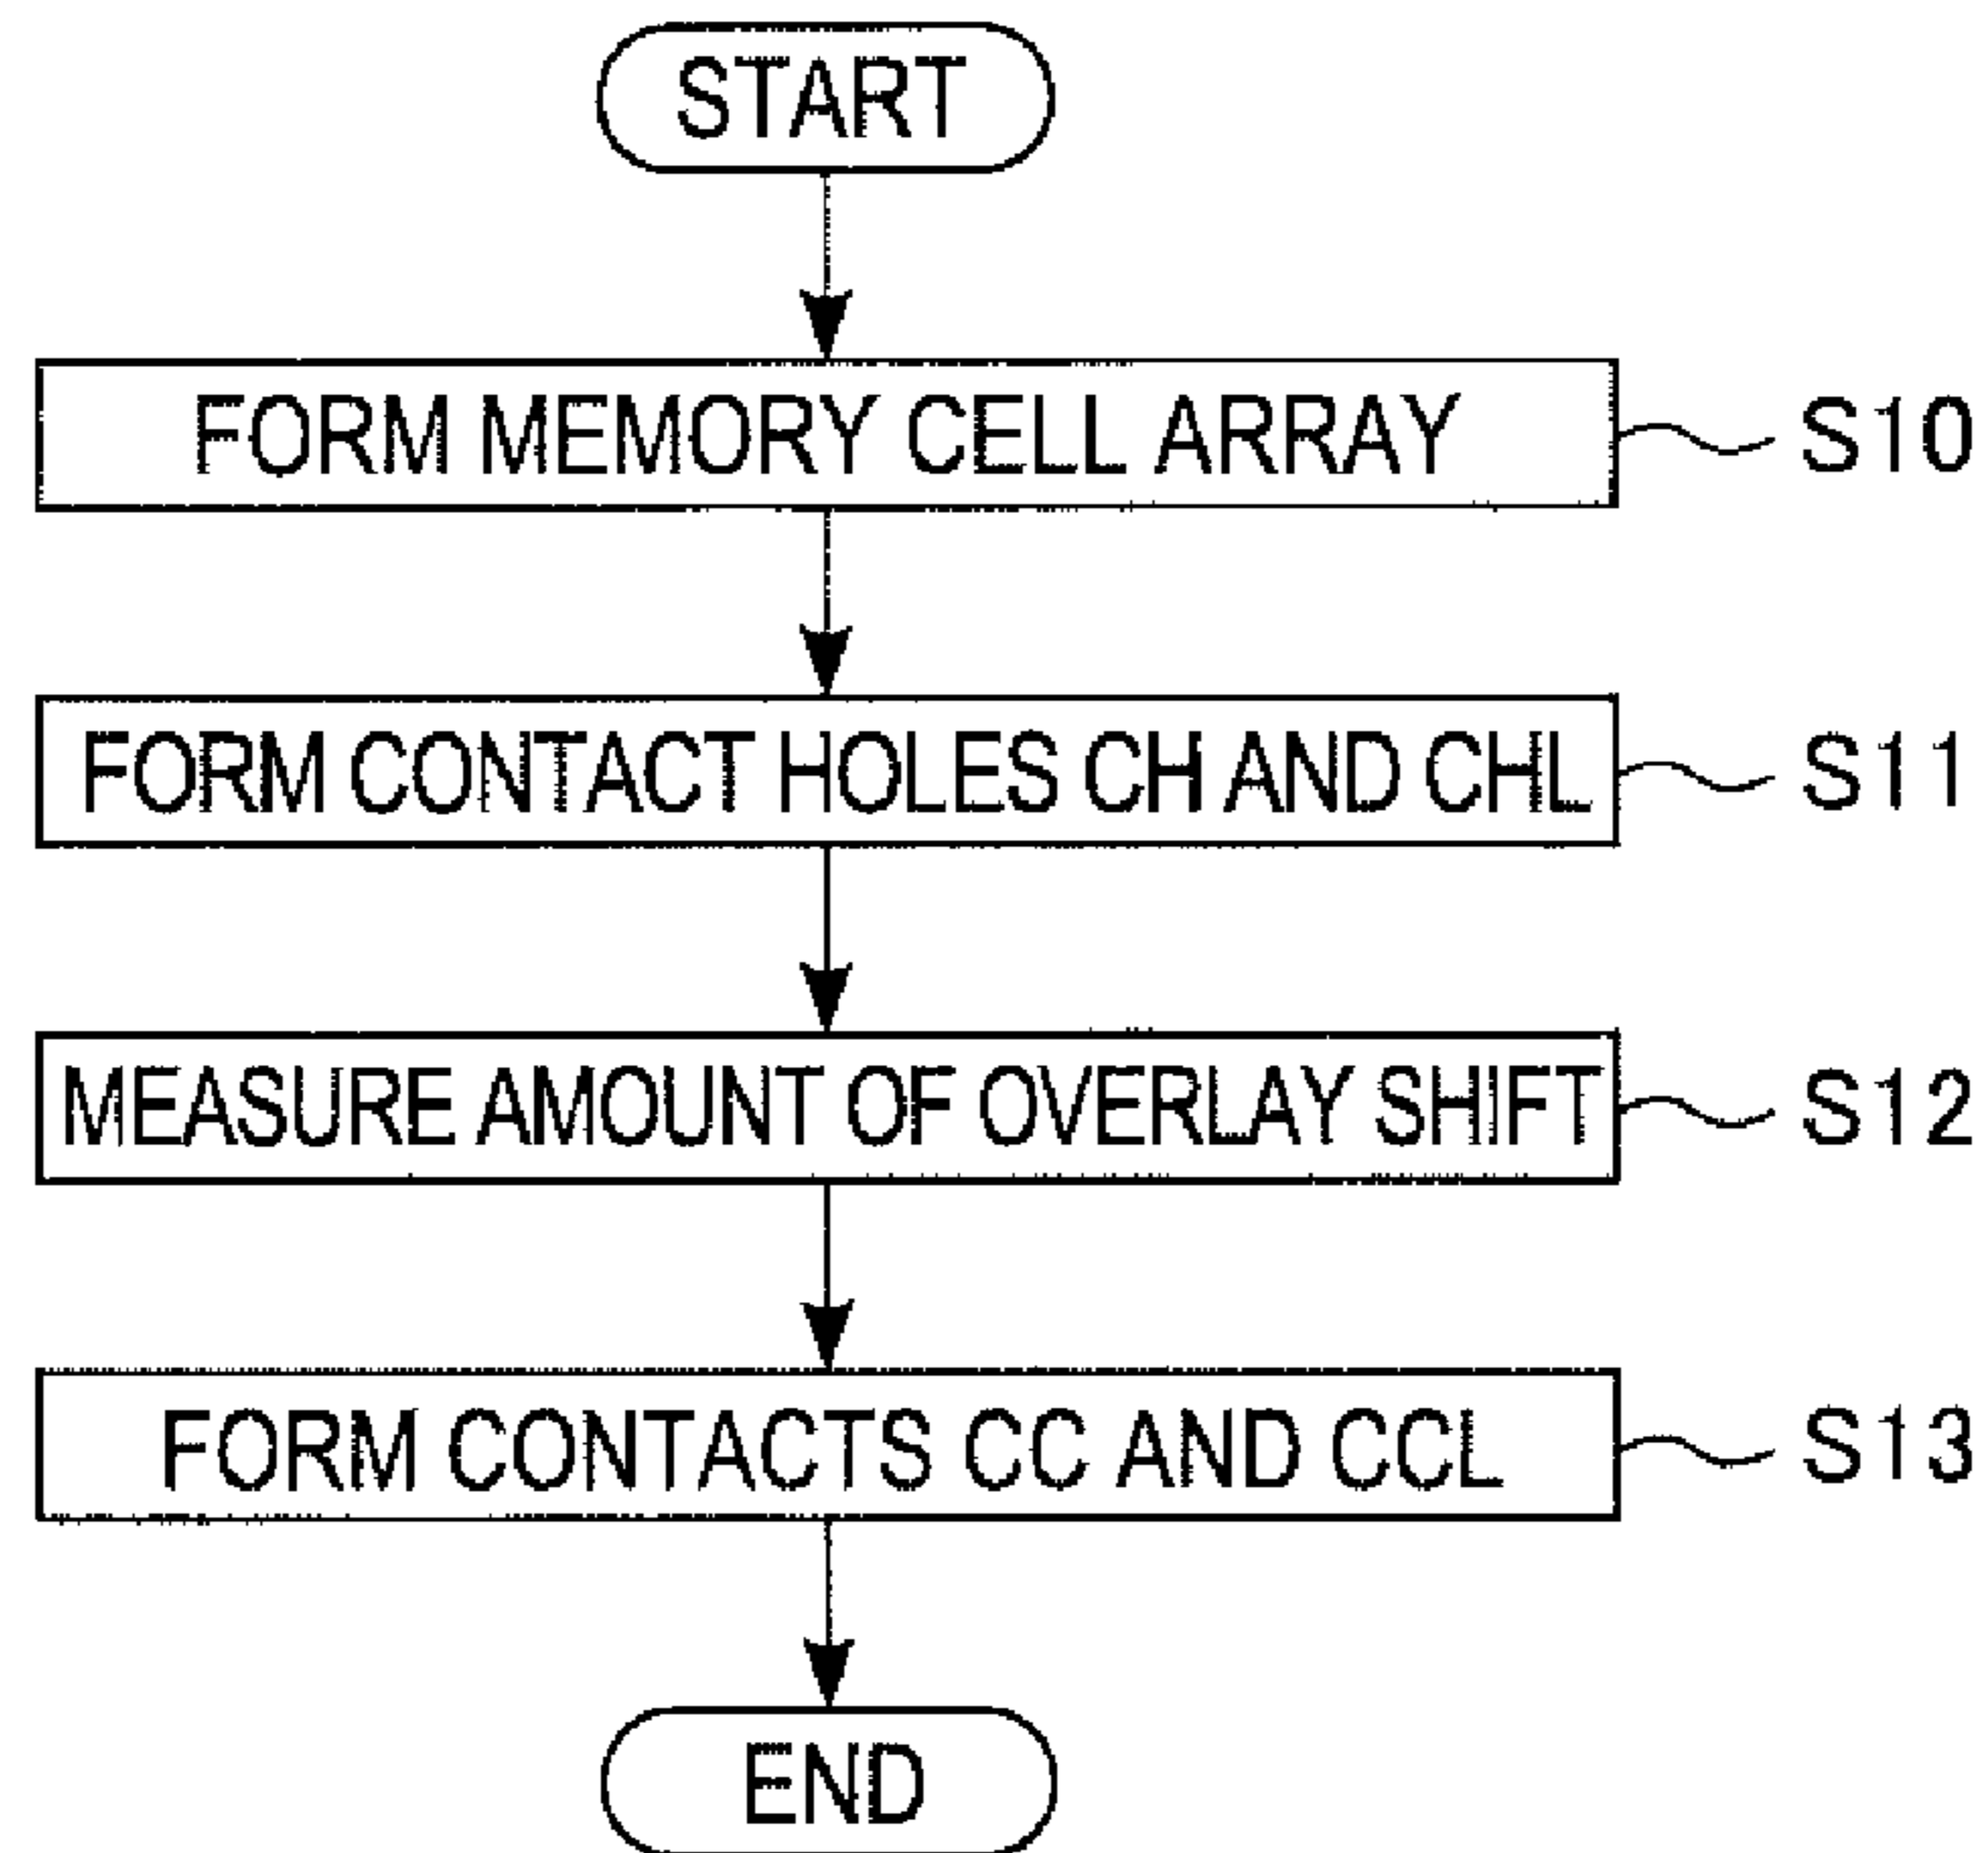 START
FORM MEMORY CELL ARRAY S10
FORM CONTACT HOLES CH AND CHL S11
MEASURE AMOUNT OF OVERLAY SHIFT S12
FORM CONTACTS CC AND CCL S13
END